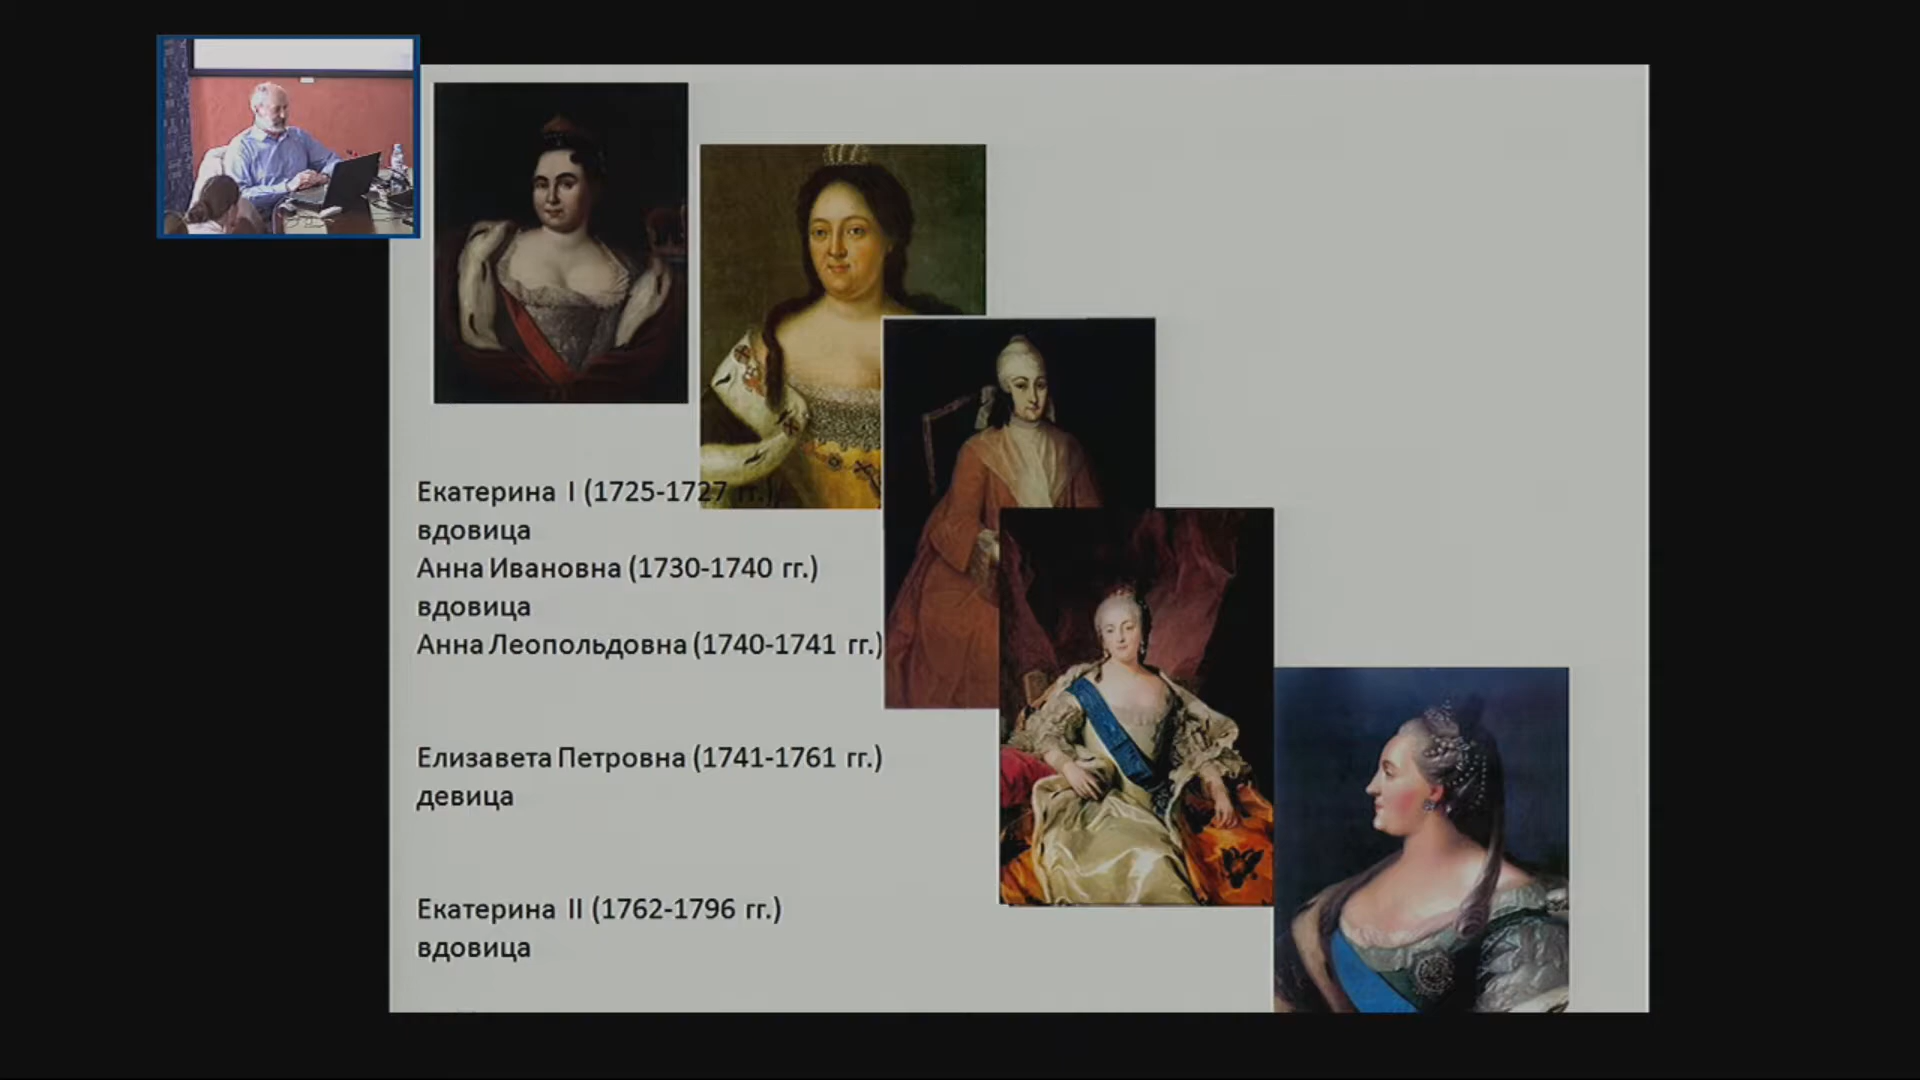 Екатерина I (1725-1727 гг.)
вдовица
Анна Ивановна (1730-1740 гг.)
вдовица
Анна Леопольдовна (1740-1741 гг.)
Елизавета Петровна (1741-1761 гг.)
девица
Екатерина II (1762-1796 гг.)
вдовица